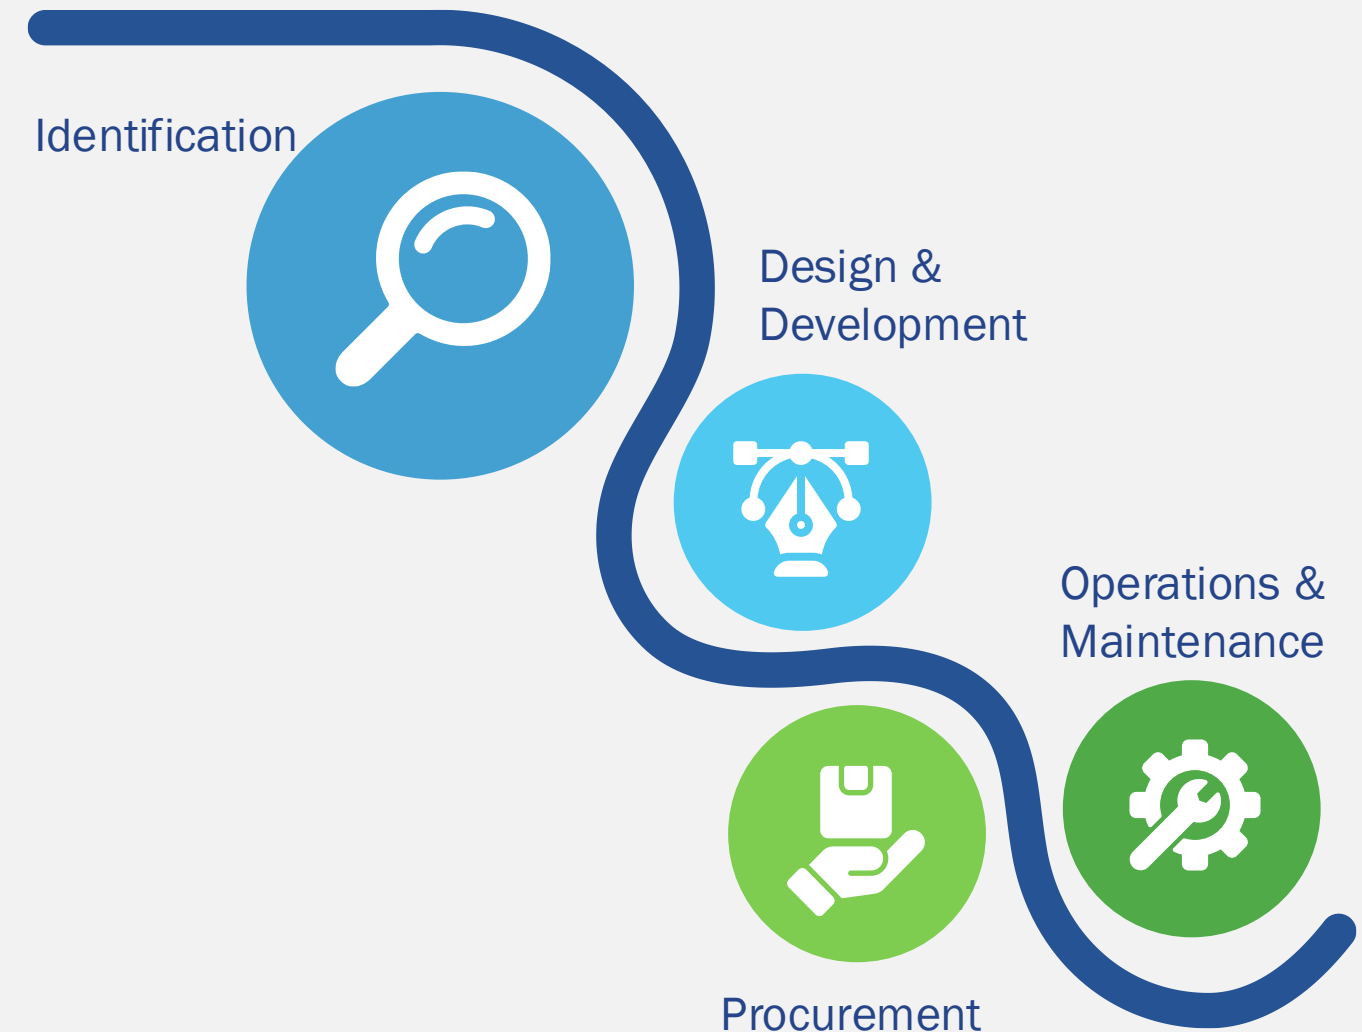 Identification
Design &
Development
Operations &
Maintenance
Procurement